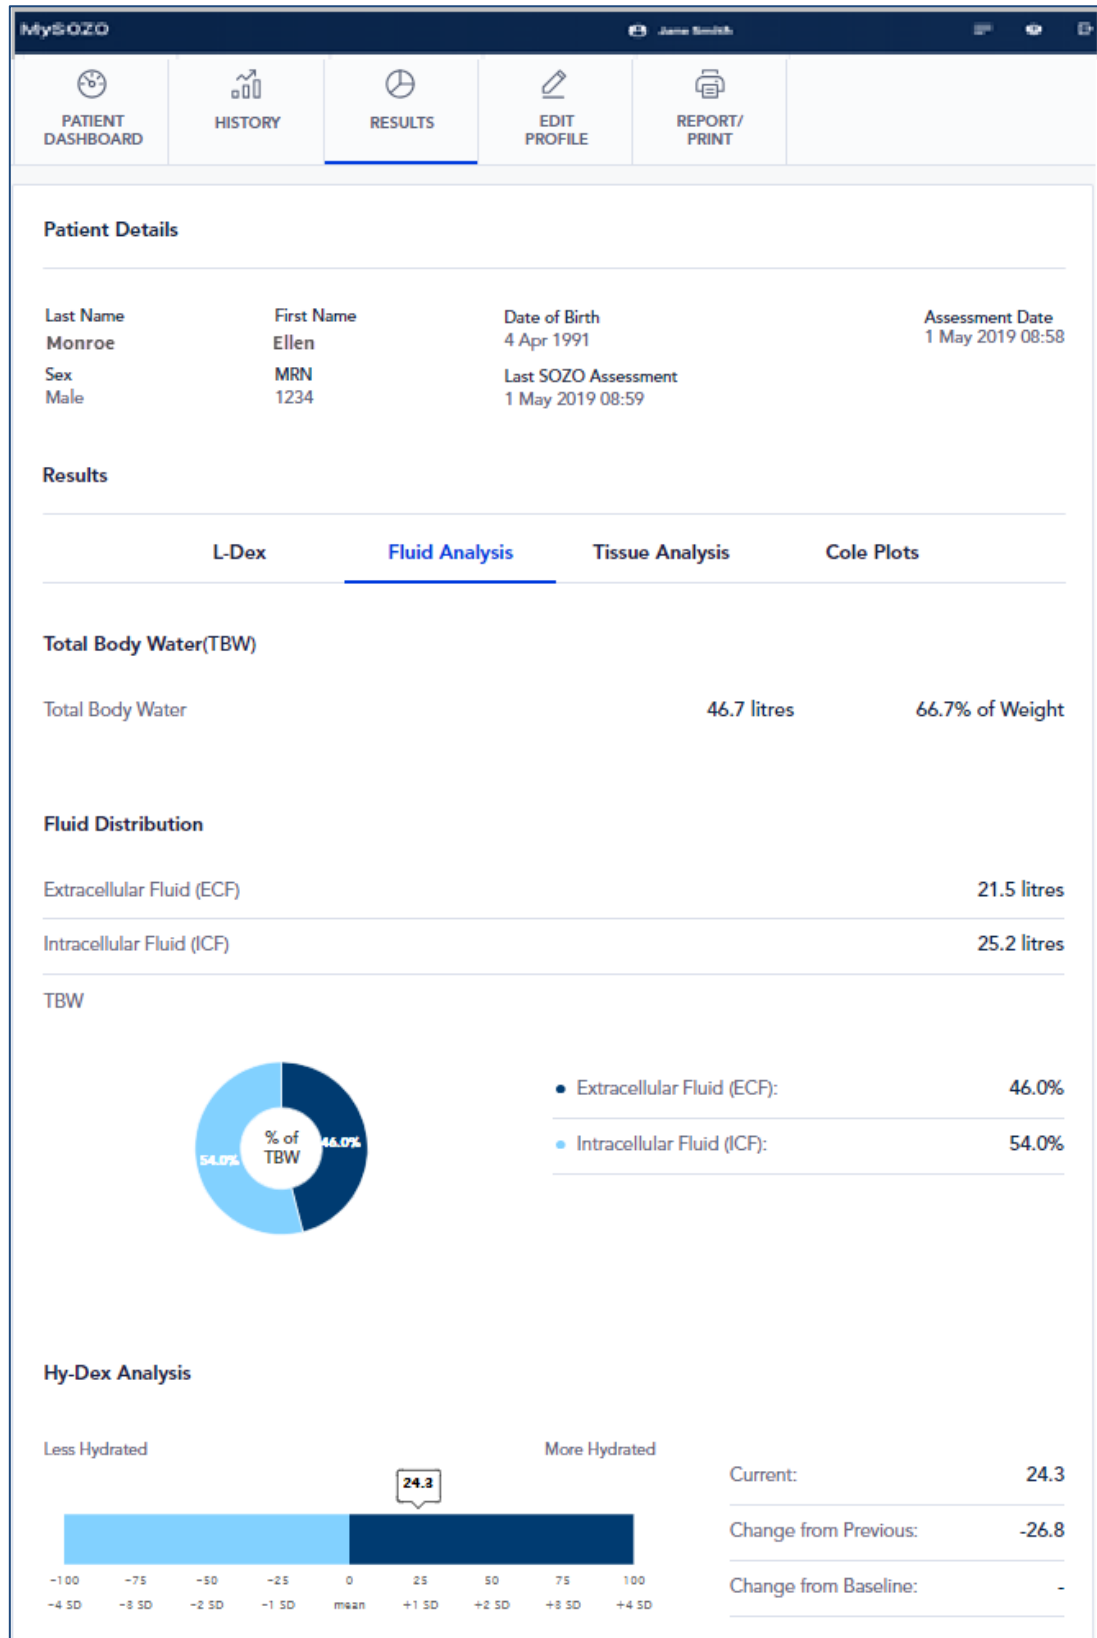 MySOZO
Jane Smith
PATIENT
DASHBOARD
HISTORY
RESULTS
EDIT
PROFILE
REPORT/
PRINT
Patient Details
Last Name
First Name
Date of Birth
Assessment Date
Monroe
Ellen
4 Apr 1991
1 May 2019 08:58
Sex
MRN
Last SOZO Assessment
Male
1234
1 May 2019 08:59
Results
L-Dex
Fluid Analysis
Tissue Analysis
Cole Plots
Total Body Water(TBW)
Total Body Water 46.7 litres 66.7% of Weight
Fluid Distribution
Extracellular Fluid (ECF) 21.5 litres
Intracellular Fluid (ICF) 25.2 litres
TBW
% of
TBW
46.0%
54.0%
Extracellular Fluid (ECF): 46.0%
Intracellular Fluid (ICF): 54.0%
Hy-Dex Analysis
Less Hydrated More Hydrated
24.3
-100 -75 -50 -25 0 25 50 75 100
-4 SD -3 SD -2 SD -1 SD mean +1 SD +2 SD +3 SD +4 SD
Current: 24.3
Change from Previous: -26.8
Change from Baseline: -